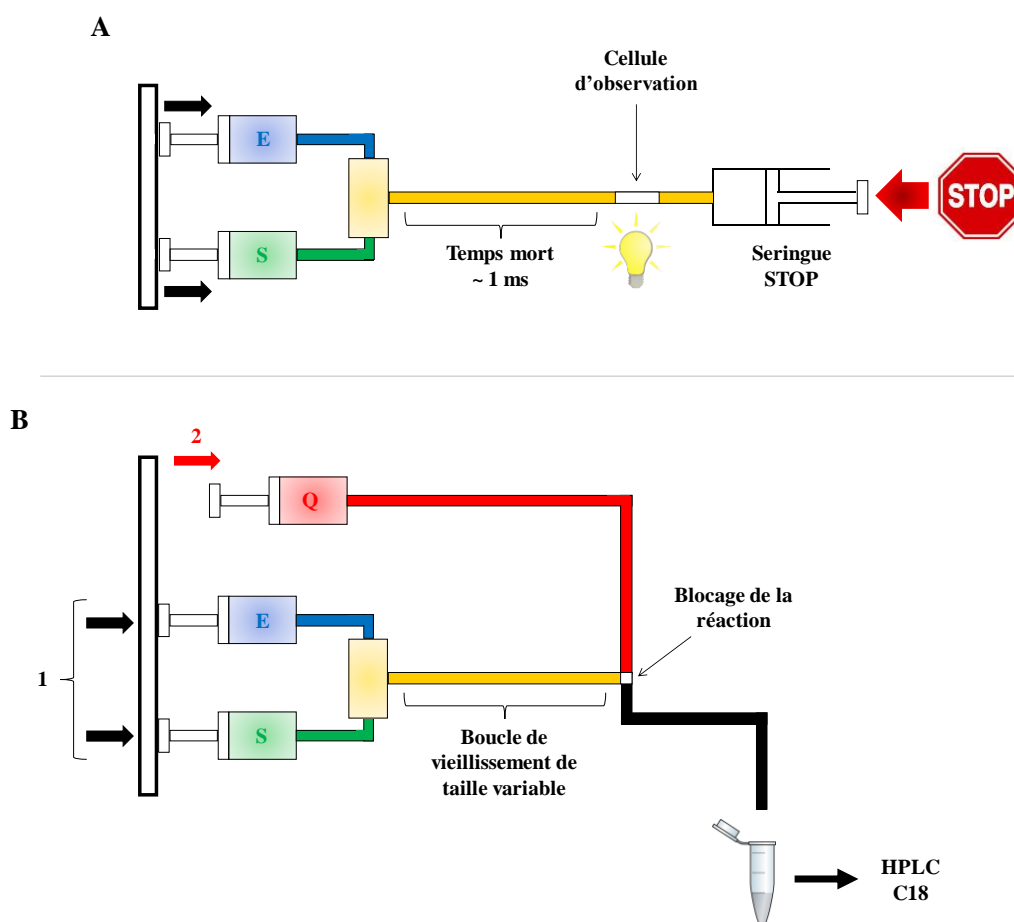 A
Cellule
d’observation
E
STOP
S
Temps mort
~ 1 ms
Seringue
STOP
B
2
Q
Blocage de la
réaction
E
1
S
Boucle de
vieillissement de
taille variable
HPLC
C18